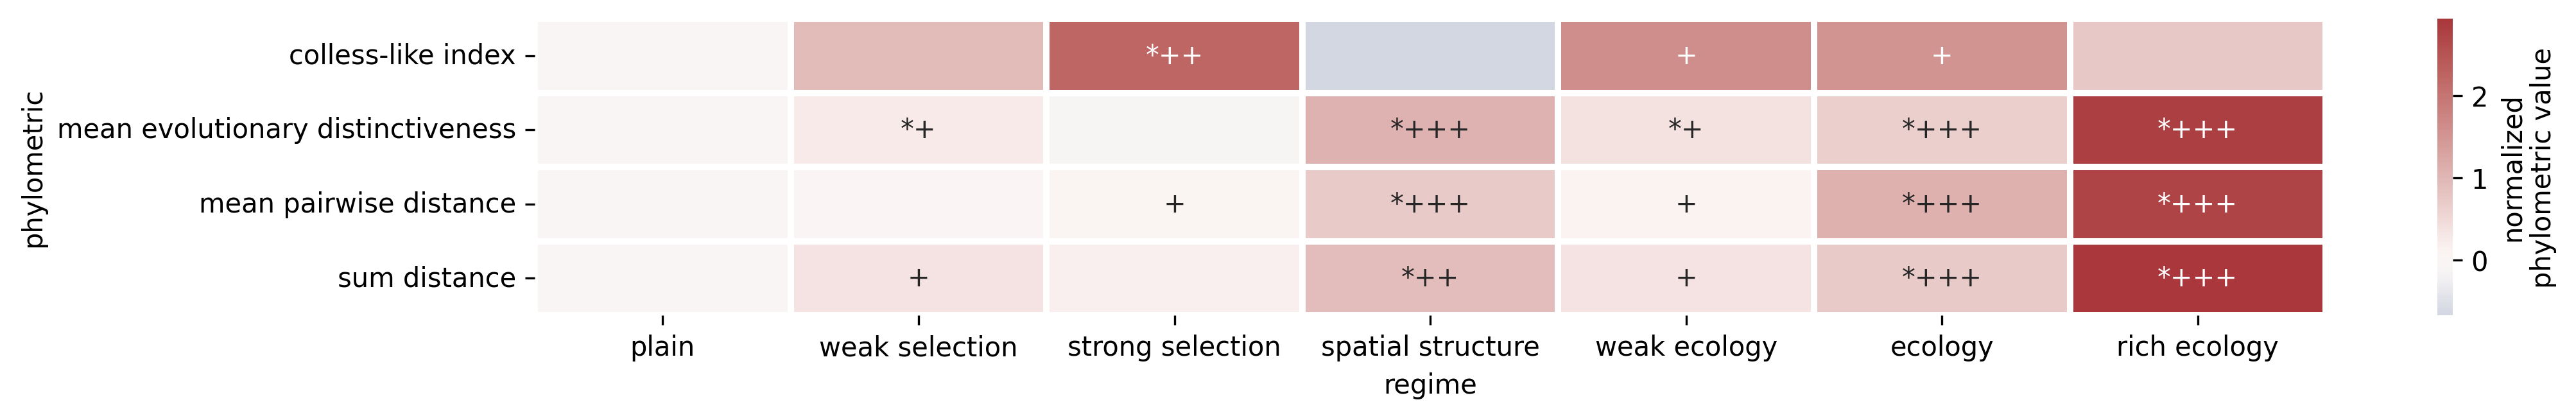 phylometric
colless-like index *++ + +
mean evolutionary distinctiveness *+ *+++ *+ *+++ *+++
mean pairwise distance + *+++ + *+++ *+++
sum distance + *++ + *+++ *+++
plain weak selection strong selection spatial structure weak ecology ecology rich ecology
regime
2
1
0
normalized
phylometric value